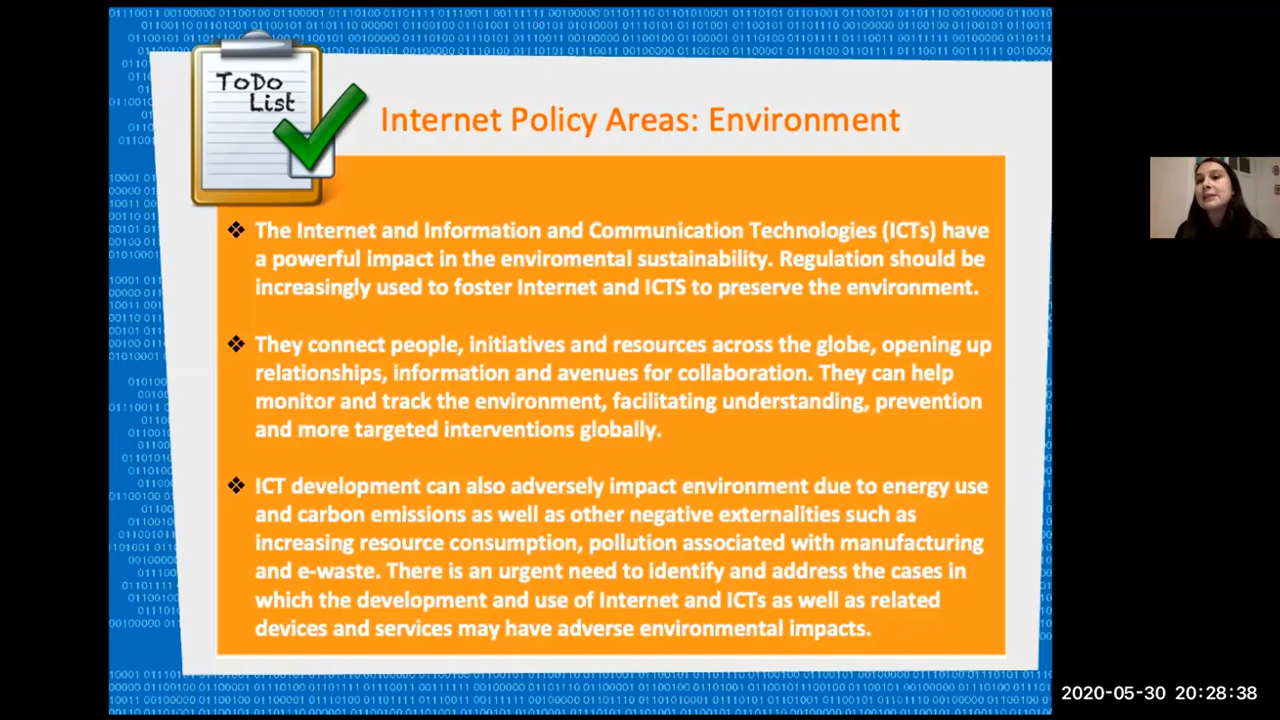 ToDo
List
Internet Policy Areas: Environment
❖ The Internet and Information and Communication Technologies (ICTs) have
a powerful impact in the enviromental sustainability. Regulation should be
increasingly used to foster Internet and ICTS to preserve the environment.
❖ They connect people, initiatives and resources across the globe, opening up
relationships, information and avenues for collaboration. They can help
monitor and track the environment, facilitating understanding, prevention
and more targeted interventions globally.
❖ ICT development can also adversely impact environment due to energy use
and carbon emissions as well as other negative externalities such as
increasing resource consumption, pollution associated with manufacturing
and e-waste. There is an urgent need to identify and address the cases in
which the development and use of Internet and ICTs as well as related
devices and services may have adverse environmental impacts.
2020-05-30 20:28:38